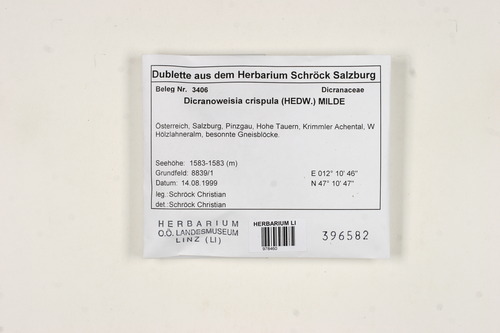 Dublette aus dem Herbarium Schröck Salzburg
Beleg Nr. 3406 Dicranaceae
Dicranoweisia crispula (HEDW.) MILDE
Österreich, Salzburg, Pinzgau, Hohe Tauern, Krimmler Achental, W
Hölzlahneralm, besonnte Gneisblöcke.
Seehöhe: 1583-1583 (m)
Grundfeld: 8839/1 E 012° 10' 46"
Datum: 14.08.1999 N 47° 10' 47"
leg.: Schröck Christian
det.: Schröck Christian
HERBARIUM
O.Ö. LANDESMUSEUM
LINZ (LI)
HERBARIUM LI
396582